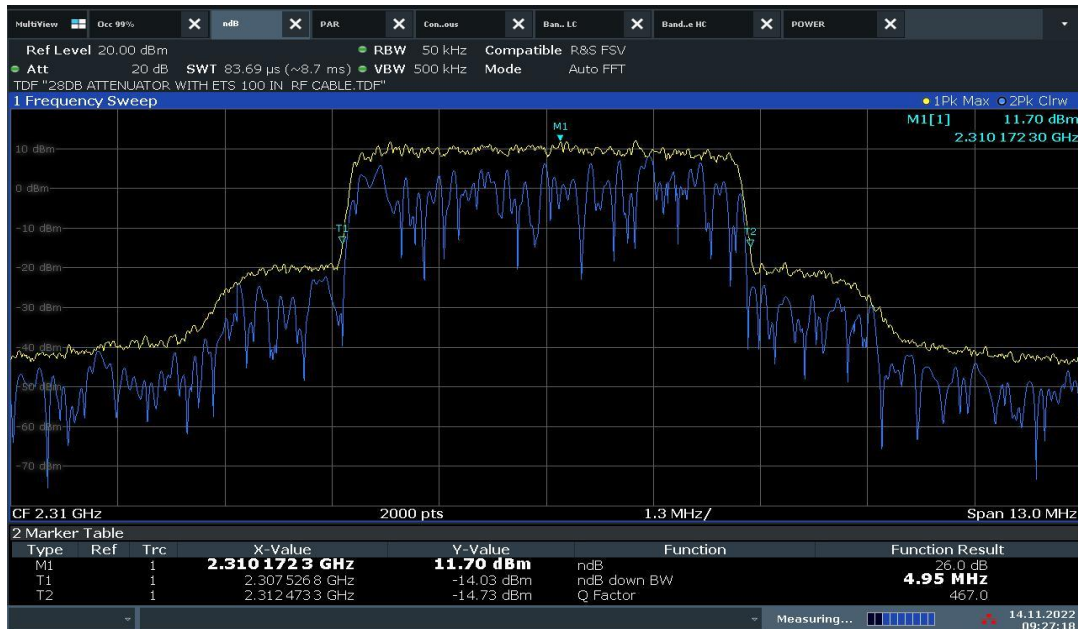 MultiView Occ 99% ndB PAR Con..ous Ban.. LC Band..e HC POWER
Ref Level 20.00 dBm RBW 50 kHz Compatible R&S FSV
Att 20 dB SWT 83.69 µs (~8.7 ms) VBW 500 kHz Mode Auto FFT
TDF "28DB ATTENUATOR WITH ETS 100 IN RF CABLE.TDF"
1 Frequency Sweep 1Pk Max 2Pk Clrw
M1[1] 11.70 dBm
2.310 172 30 GHz
M1
10 dBm
0 dBm
-10 dBm
T1 T2
-20 dBm
-30 dBm
-40 dBm
-50 dBm
-60 dBm
-70 dBm
CF 2.31 GHz 2000 pts 1.3 MHz/ Span 13.0 MHz
2 Marker Table
Type Ref Trc X-Value Y-Value Function Function Result
M1 1 2.310 172 3 GHz 11.70 dBm ndB 26.0 dB
T1 1 2.307 526 8 GHz -14.03 dBm ndB down BW 4.95 MHz
T2 1 2.312 473 3 GHz -14.73 dBm Q Factor 467.0
Measuring... 14.11.2022
09:27:18